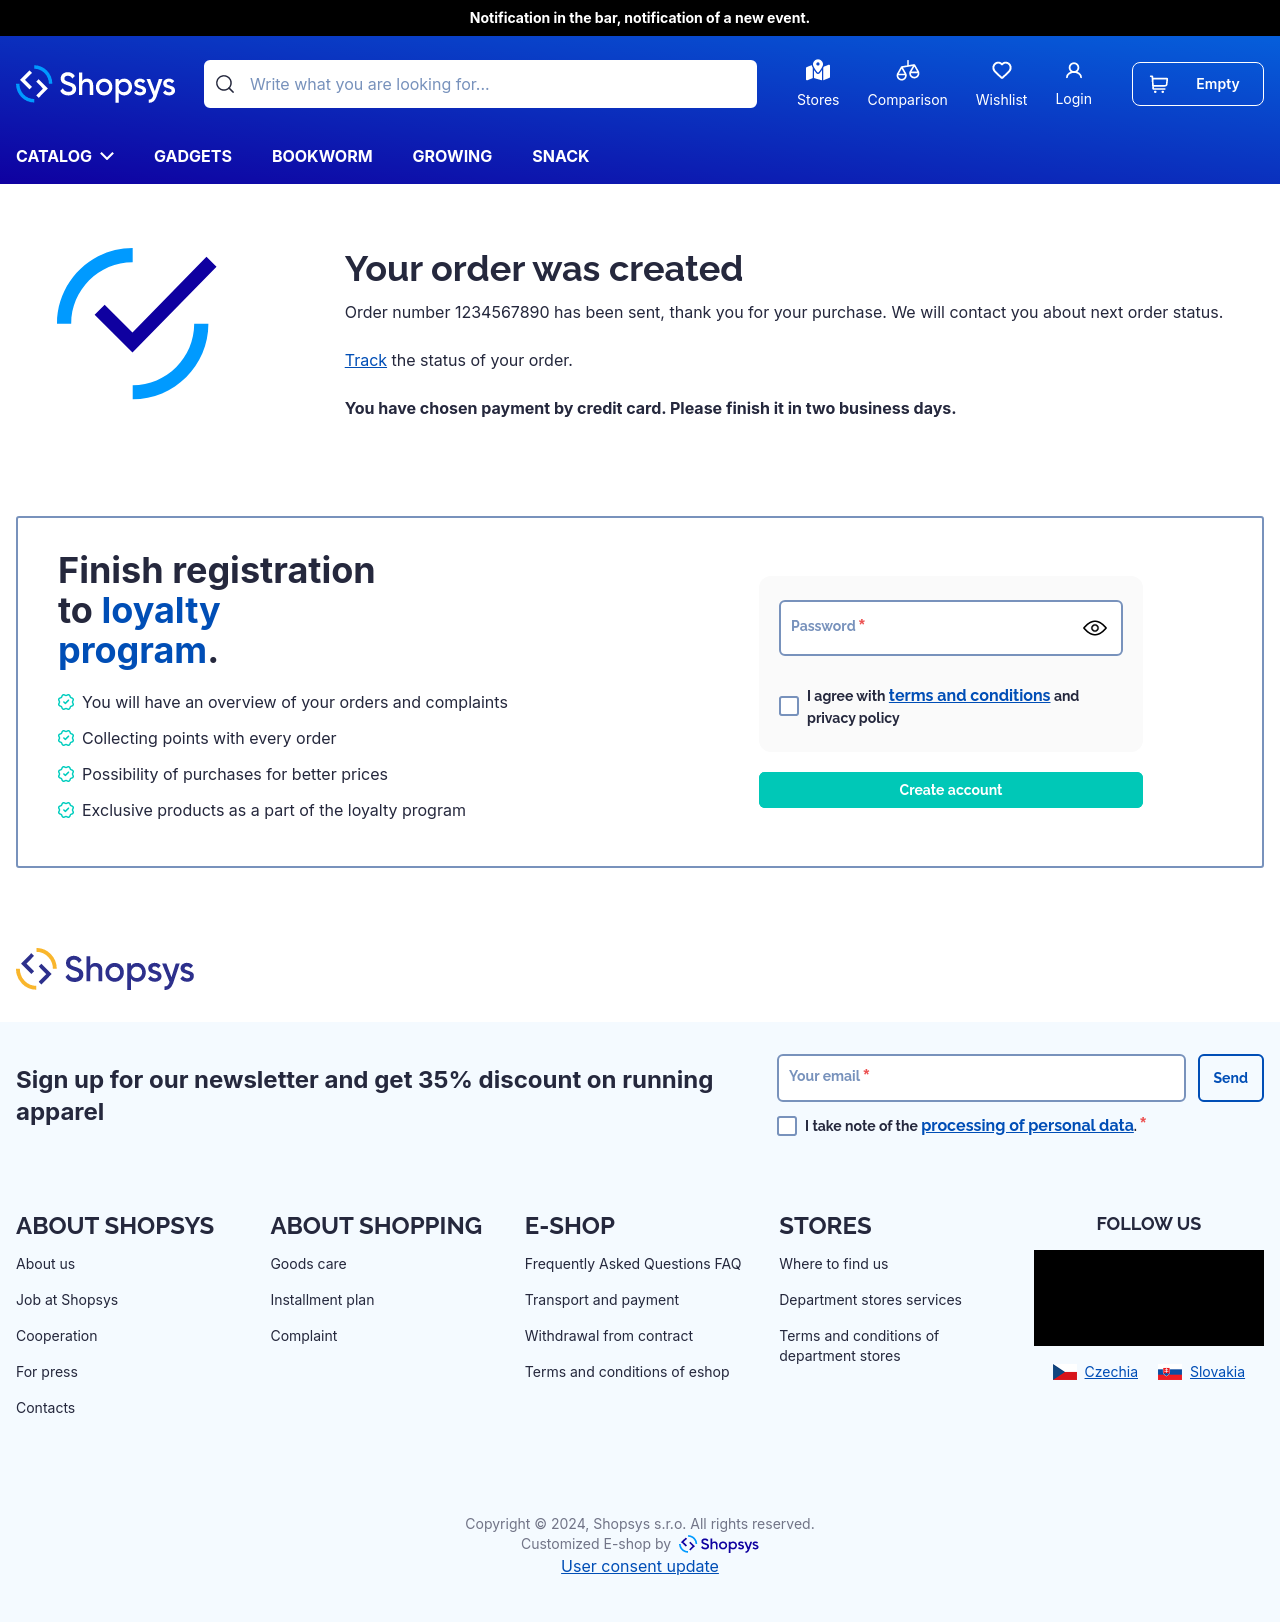 Notification in the bar, notification of a new event.
Shopsys
Write what you are looking for...
Stores
Comparison
Wishlist
Login
Empty
CATALOG
GADGETS
BOOKWORM
GROWING
SNACK
Your order was created
Order number 1234567890 has been sent, thank you for your purchase. We will contact you about next order status.
Track the status of your order.
You have chosen payment by credit card. Please finish it in two business days.
Finish registration
to loyalty
program.
You will have an overview of your orders and complaints
Collecting points with every order
Possibility of purchases for better prices
Exclusive products as a part of the loyalty program
Password *
I agree with terms and conditions and
privacy policy
Create account
Shopsys
Sign up for our newsletter and get 35% discount on running
apparel
Your email *
Send
I take note of the processing of personal data. *
ABOUT SHOPSYS
About us
Job at Shopsys
Cooperation
For press
Contacts
ABOUT SHOPPING
Goods care
Installment plan
Complaint
E-SHOP
Frequently Asked Questions FAQ
Transport and payment
Withdrawal from contract
Terms and conditions of eshop
STORES
Where to find us
Department stores services
Terms and conditions of
department stores
FOLLOW US
Czechia
Slovakia
Copyright © 2024, Shopsys s.r.o. All rights reserved.
Customized E-shop by Shopsys
User consent update